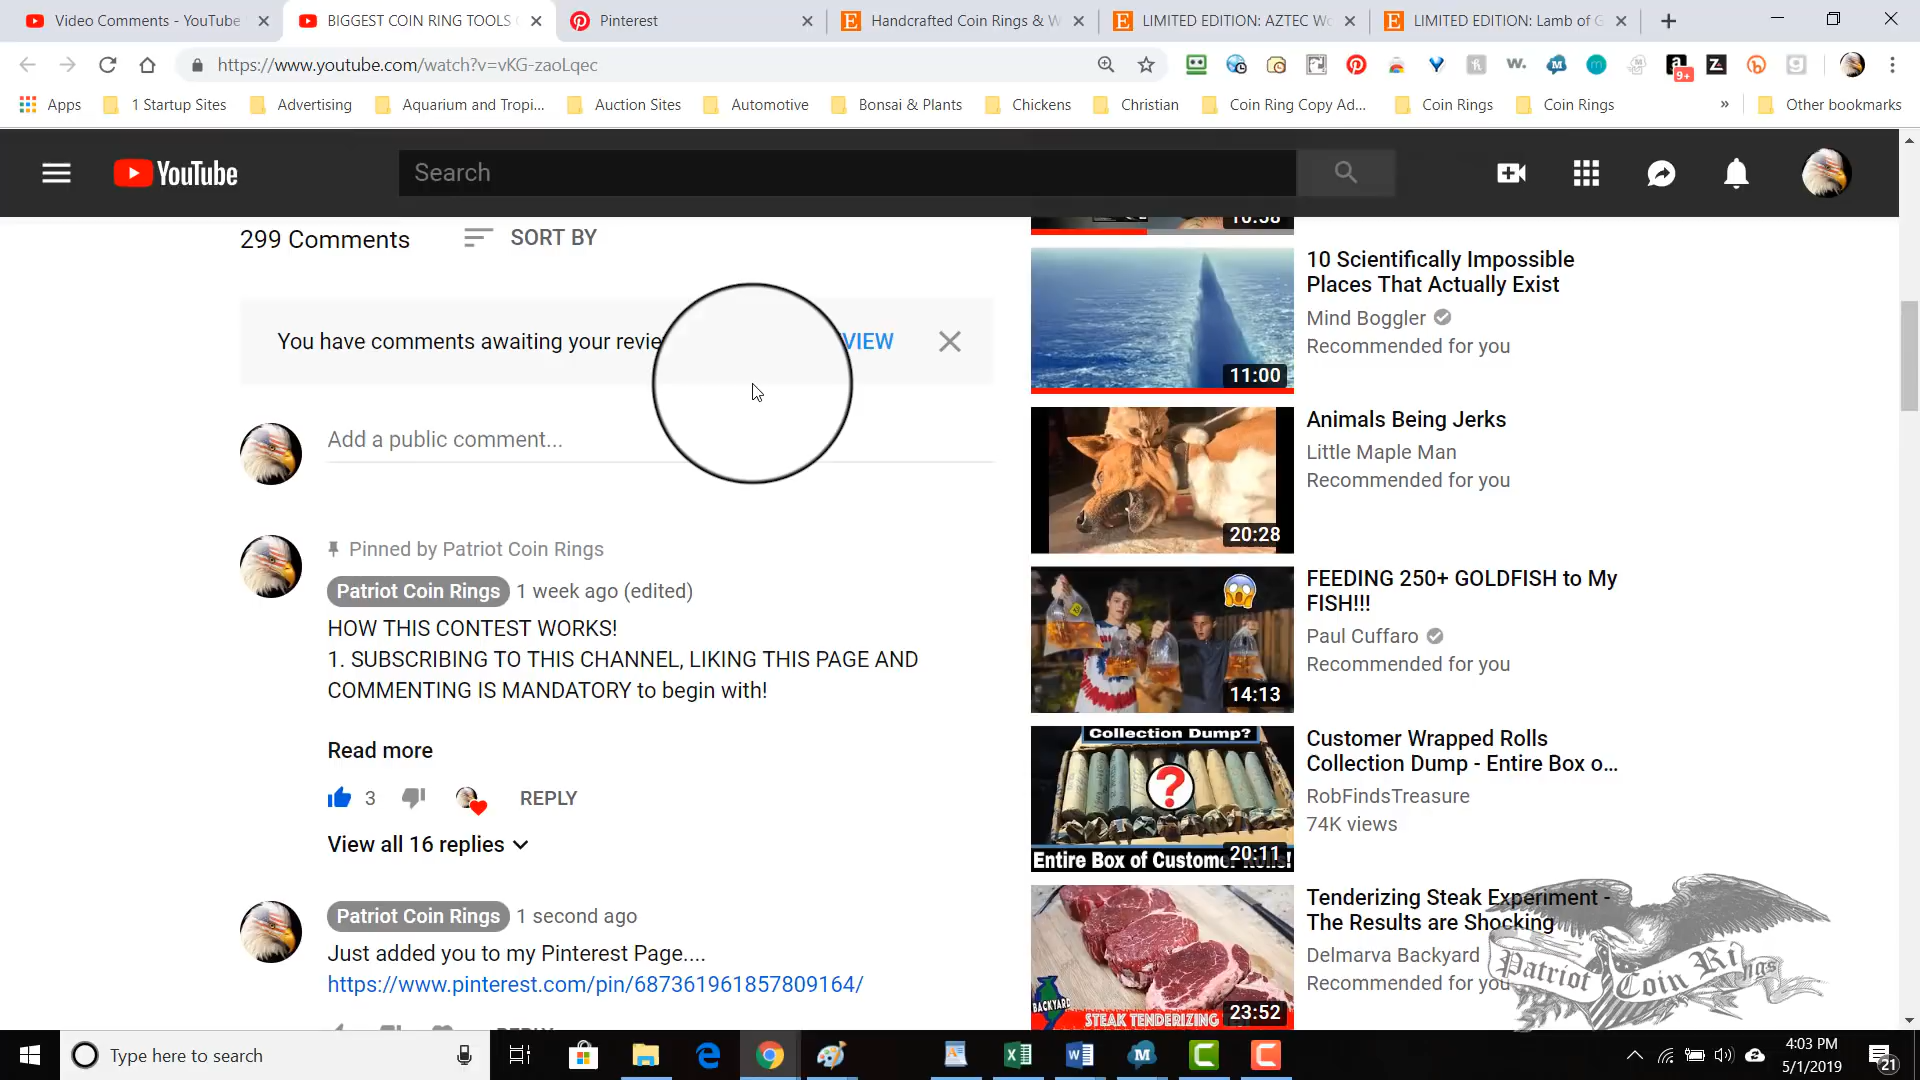 Video Comments - YouTube
BIGGEST COIN RING TOOLS
Pinterest
Handcrafted Coin Rings & W
LIMITED EDITION: AZTEC Wo
LIMITED EDITION: Lamb of G
https://www.youtube.com/watch?v=vKG-zaoLqec
Apps
1 Startup Sites
Advertising
Aquarium and Tropi...
Auction Sites
Automotive
Bonsai & Plants
Chickens
Christian
Coin Ring Copy Ad...
Coin Rings
Coin Rings
»
Other bookmarks
9+
YouTube
Search
299 Comments
SORT BY
You have comments awaiting your revie
VIEW
Add a public comment...
Pinned by Patriot Coin Rings
Patriot Coin Rings 1 week ago (edited)
HOW THIS CONTEST WORKS!
1. SUBSCRIBING TO THIS CHANNEL, LIKING THIS PAGE AND
COMMENTING IS MANDATORY to begin with!
Read more
3
REPLY
View all 16 replies
Patriot Coin Rings 1 second ago
Just added you to my Pinterest Page....
https://www.pinterest.com/pin/687361961857809164/
10 Scientifically Impossible
Places That Actually Exist
Mind Boggler
Recommended for you
11:00
Animals Being Jerks
Little Maple Man
Recommended for you
20:28
FEEDING 250+ GOLDFISH to My
FISH!!!
Paul Cuffaro
Recommended for you
14:13
Collection Dump?
?
Entire Box of Custome
20:11
Customer Wrapped Rolls
Collection Dump - Entire Box o...
RobFindsTreasure
74K views
Tenderizing Steak Experiment -
The Results are Shocking
Delmarva Backyard
Recommended for you
BACKYARD
STEAK TENDERIZING
23:52
Patriot Coin Rings
Type here to search
4:03 PM
5/1/2019
21